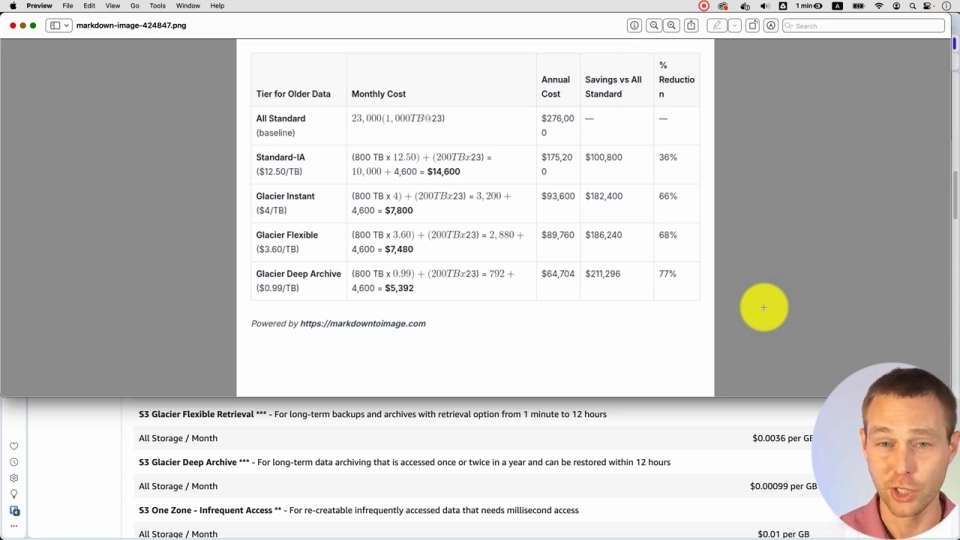 Preview File Edit View Go Tools Window Help 1 min A
markdown-image-424847.png
Search
Tier for Older Data Monthly Cost Annual Cost Savings vs All Standard % Reductio n
All Standard (baseline) 23,000(1,000TB@23) $276,00 0 — —
Standard-IA ($12.50/TB) (800 TB x 12.50) + (200TBx23) = 10,000 + 4,600 = $14,600 $175,20 0 $100,800 36%
Glacier Instant ($4/TB) (800 TB x 4) + (200TBx23) = 3,200 + 4,600 = $7,800 $93,600 $182,400 66%
Glacier Flexible ($3.60/TB) (800 TB x 3.60) + (200TBx23) = 2,880 + 4,600 = $7,480 $89,760 $186,240 68%
Glacier Deep Archive ($0.99/TB) (800 TB x 0.99) + (200TBx23) = 792 + 4,600 = $5,392 $64,704 $211,296 77%
Powered by https://markdowntoimage.com
S3 Glacier Flexible Retrieval *** - For long-term backups and archives with retrieval option from 1 minute to 12 hours
All Storage / Month $0.0036 per GB
S3 Glacier Deep Archive *** - For long-term data archiving that is accessed once or twice in a year and can be restored within 12 hours
All Storage / Month $0.00099 per GB
S3 One Zone - Infrequent Access ** - For re-creatable infrequently accessed data that needs millisecond access
All Storage / Month $0.01 per GB